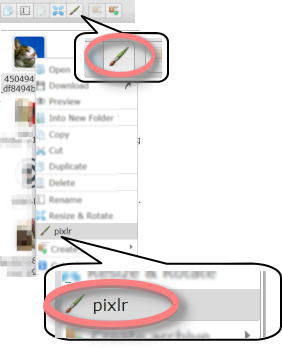 450494
_df8494b
Open
Download
Preview
Into New Folder
Copy
Cut
Duplicate
Delete
Rename
Resize & Rotate
pixlr
Create
Resize & Rotate
pixlr
Create archive